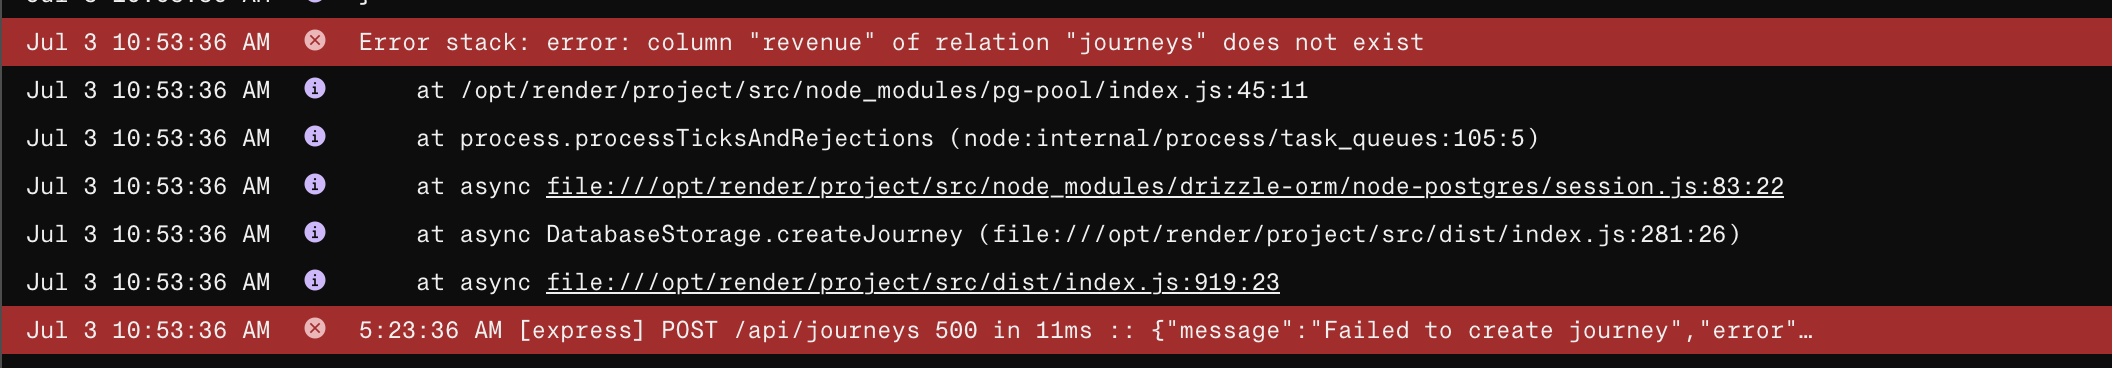 Jul 3 10:53:36 AM Error stack: error: column "revenue" of relation "journeys" does not exist
Jul 3 10:53:36 AM at /opt/render/project/src/node_modules/pg-pool/index.js:45:11
Jul 3 10:53:36 AM at process.processTicksAndRejections (node:internal/process/task_queues:105:5)
Jul 3 10:53:36 AM at async file:///opt/render/project/src/node_modules/drizzle-orm/node-postgres/session.js:83:22
Jul 3 10:53:36 AM at async DatabaseStorage.createJourney (file:///opt/render/project/src/dist/index.js:281:26)
Jul 3 10:53:36 AM at async file:///opt/render/project/src/dist/index.js:919:23
Jul 3 10:53:36 AM 5:23:36 AM [express] POST /api/journeys 500 in 11ms :: {"message":"Failed to create journey","error"…